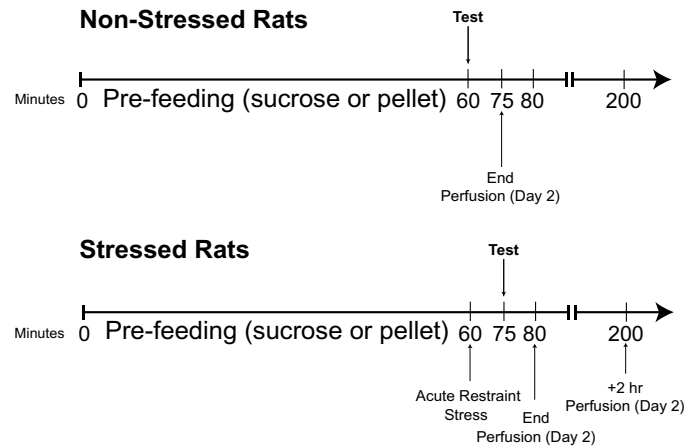 Non-Stressed Rats
Test
Minutes 0 Pre-feeding (sucrose or pellet) 60 75 80 200
End
Perfusion (Day 2)
Stressed Rats
Test
Minutes 0 Pre-feeding (sucrose or pellet) 60 75 80 200
Acute Restraint
Stress
End
Perfusion (Day 2)
+2 hr
Perfusion (Day 2)